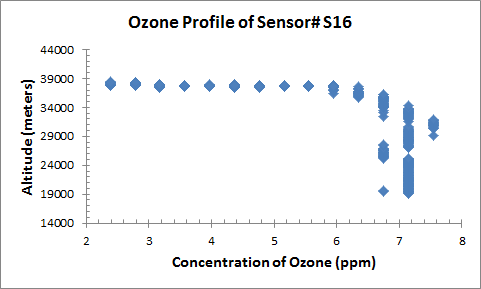 Ozone Profile of Sensor# S16
44000
39000
34000
29000
24000
19000
14000
Altitude (meters)
2 3 4 5 6 7 8
Concentration of Ozone (ppm)